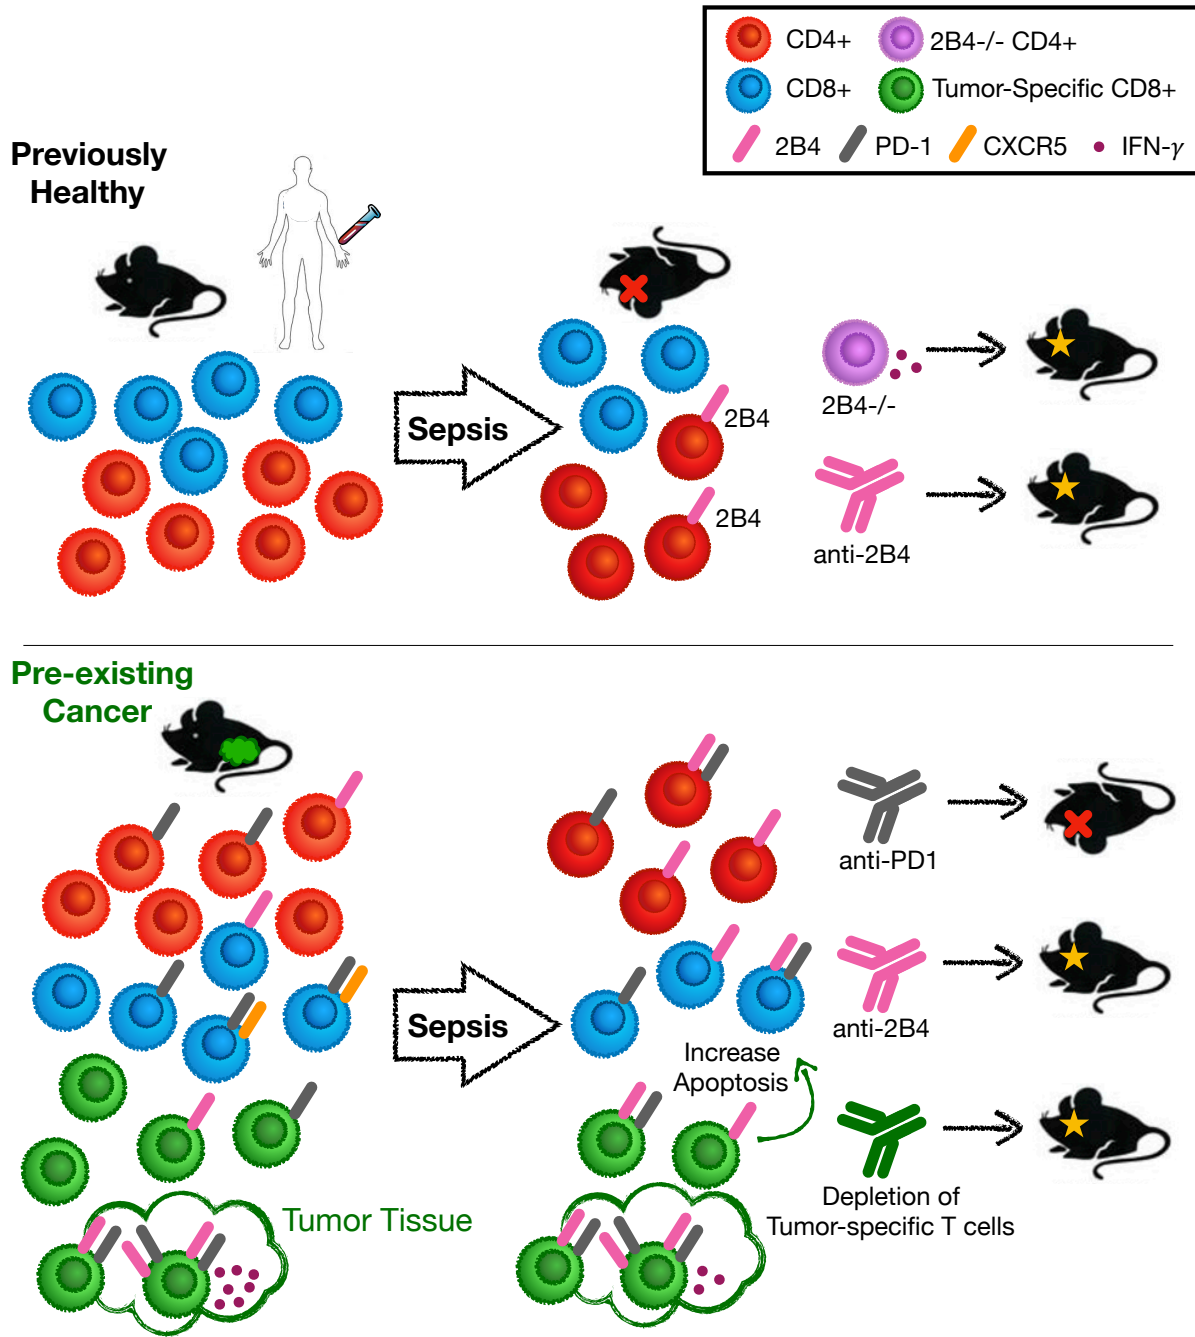 CD4+
2B4-/- CD4+
CD8+
Tumor-Specific CD8+
2B4
PD-1
CXCR5
IFN-γ
Previously
Healthy
Sepsis
2B4
2B4
2B4-/-
anti-2B4
Pre-existing
Cancer
Sepsis
anti-PD1
anti-2B4
Increase
Apoptosis
Depletion of
Tumor-specific T cells
Tumor Tissue